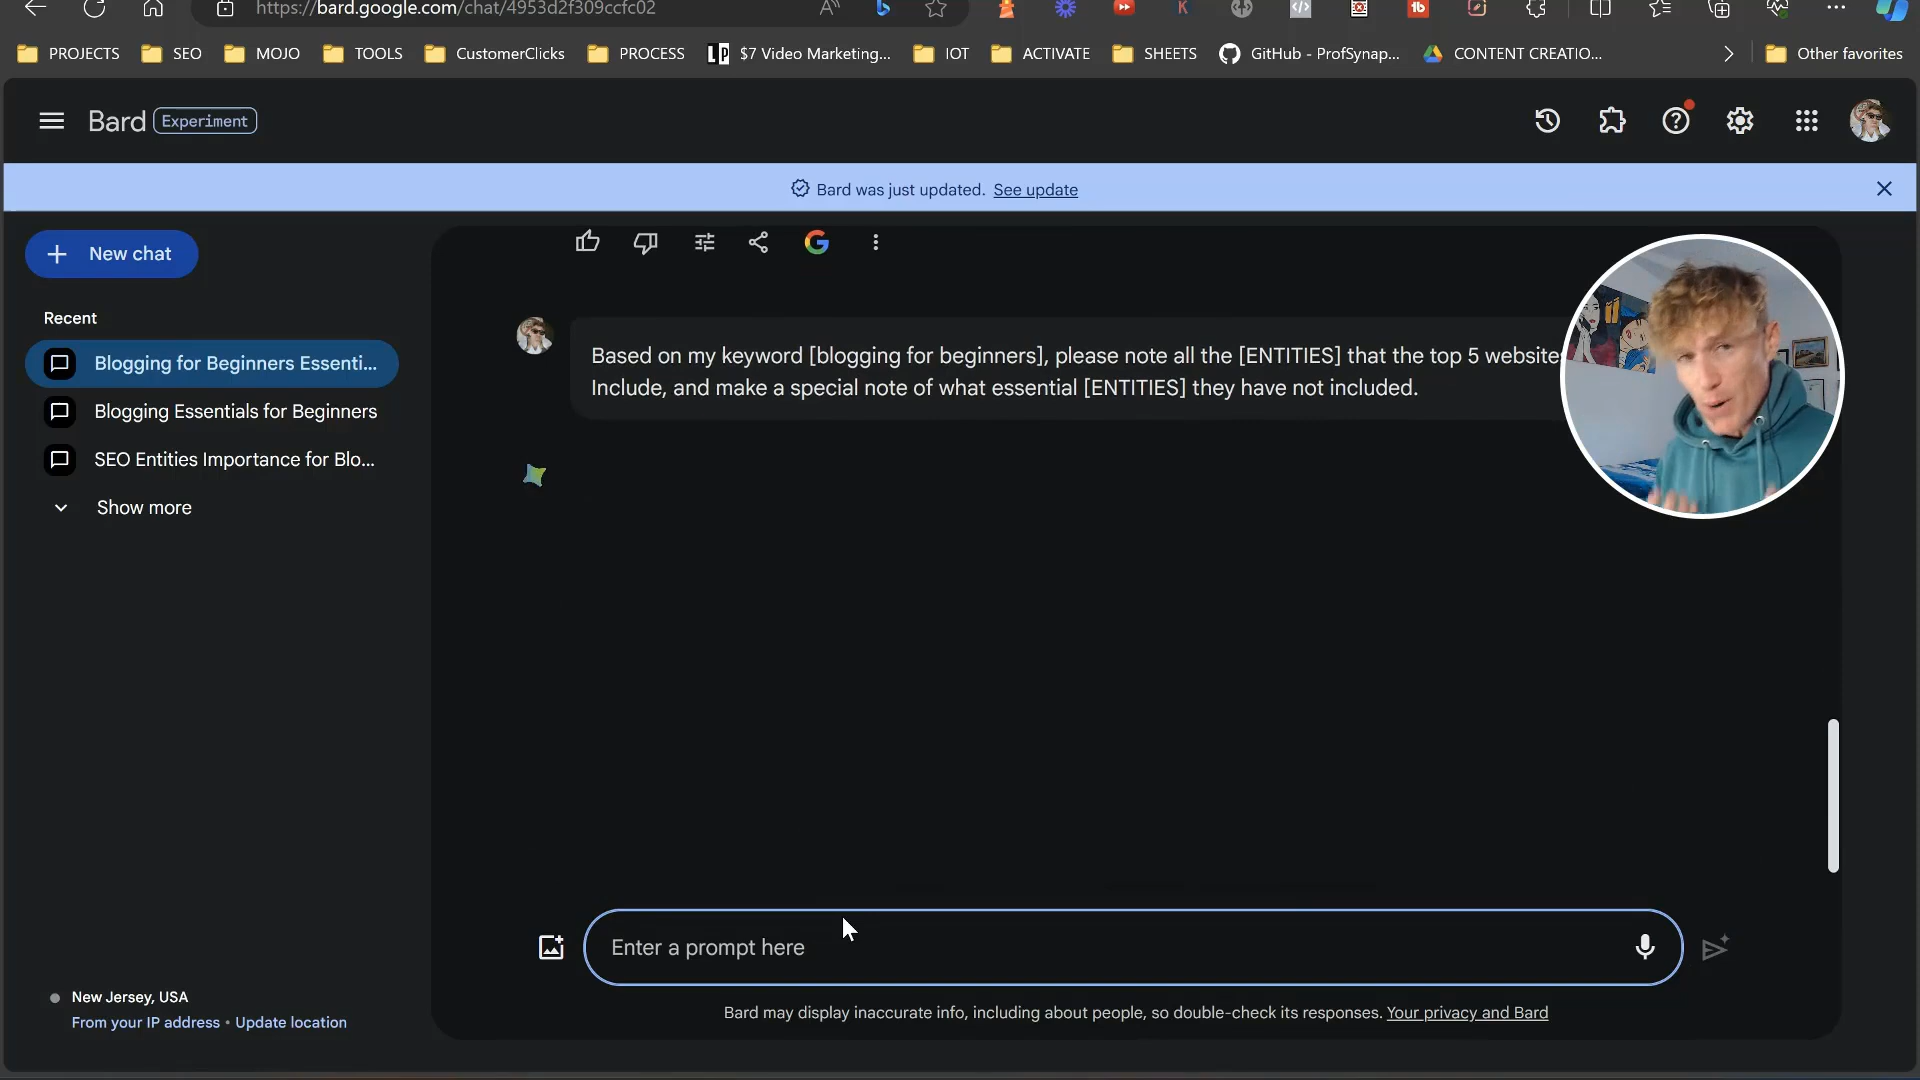 https://bard.google.com/chat/4953d2f309ccfc02
PROJECTS
SEO
MOJO
TOOLS
CustomerClicks
PROCESS
LP
$7 Video Marketing...
IOT
ACTIVATE
SHEETS
GitHub - ProfSynap...
CONTENT CREATIO...
Other favorites
Bard
Experiment
Bard was just updated. See update
New chat
Recent
Blogging for Beginners Essenti...
Blogging Essentials for Beginners
SEO Entities Importance for Blo...
Show more
Based on my keyword [blogging for beginners], please note all the [ENTITIES] that the top 5 websites
Include, and make a special note of what essential [ENTITIES] they have not included.
Enter a prompt here
New Jersey, USA
From your IP address • Update location
Bard may display inaccurate info, including about people, so double-check its responses. Your privacy and Bard